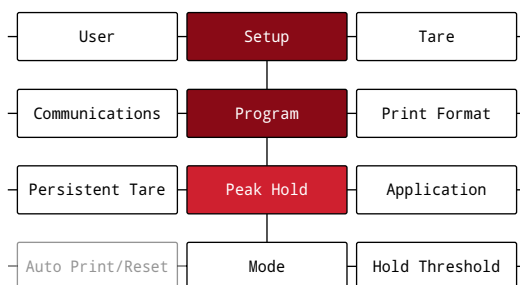 User Setup Tare
Communications Program Print Format
Persistent Tare Peak Hold Application
Auto Print/Reset Mode Hold Threshold